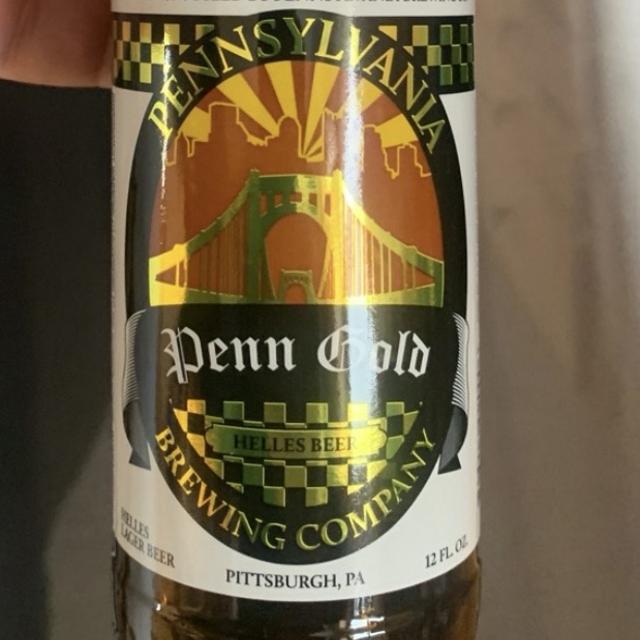 PENNSYLVANIA
Penn Gold
HELLES BEER
BREWING COMPANY
HELLES
LAGER BEER
PITTSBURGH, PA
12 FL. OZ.